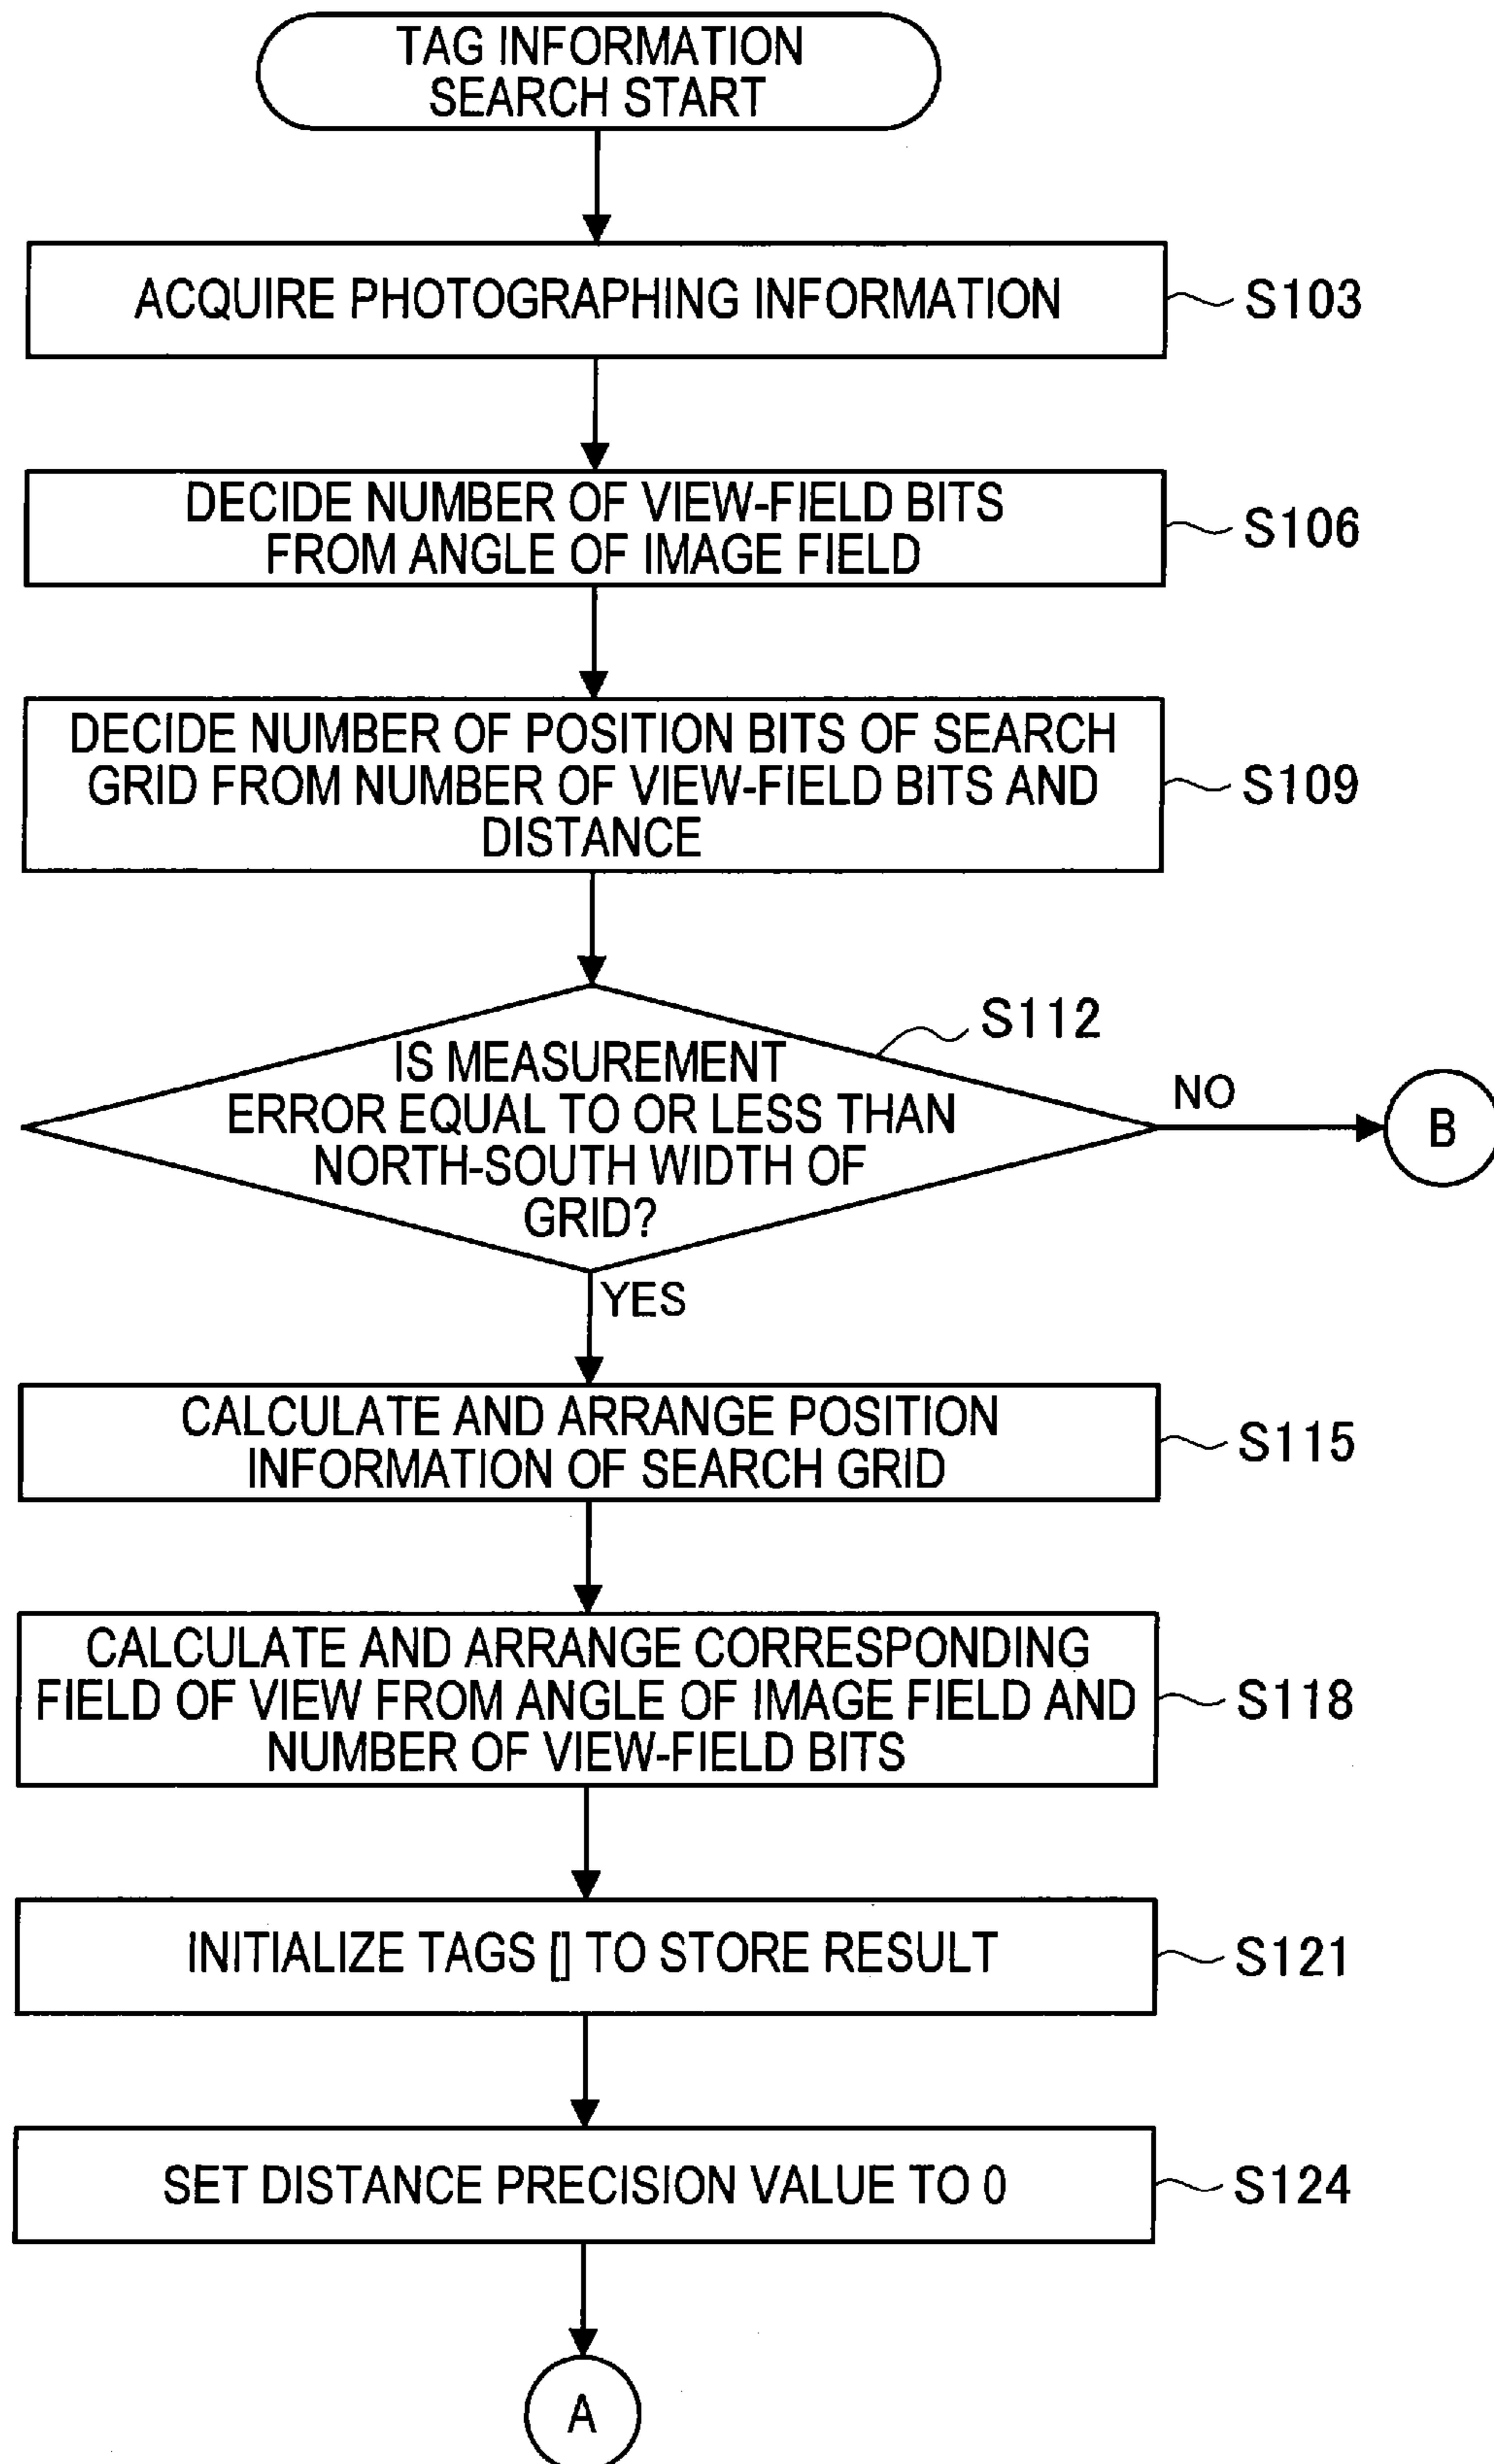 TAG INFORMATION
SEARCH START
ACQUIRE PHOTOGRAPHING INFORMATION
S103
DECIDE NUMBER OF VIEW-FIELD BITS
FROM ANGLE OF IMAGE FIELD
S106
DECIDE NUMBER OF POSITION BITS OF SEARCH
GRID FROM NUMBER OF VIEW-FIELD BITS AND
DISTANCE
S109
S112
IS MEASUREMENT
ERROR EQUAL TO OR LESS THAN
NORTH-SOUTH WIDTH OF
GRID?
NO
B
YES
CALCULATE AND ARRANGE POSITION
INFORMATION OF SEARCH GRID
S115
CALCULATE AND ARRANGE CORRESPONDING
FIELD OF VIEW FROM ANGLE OF IMAGE FIELD AND
NUMBER OF VIEW-FIELD BITS
S118
INITIALIZE TAGS [] TO STORE RESULT
S121
SET DISTANCE PRECISION VALUE TO 0
S124
A